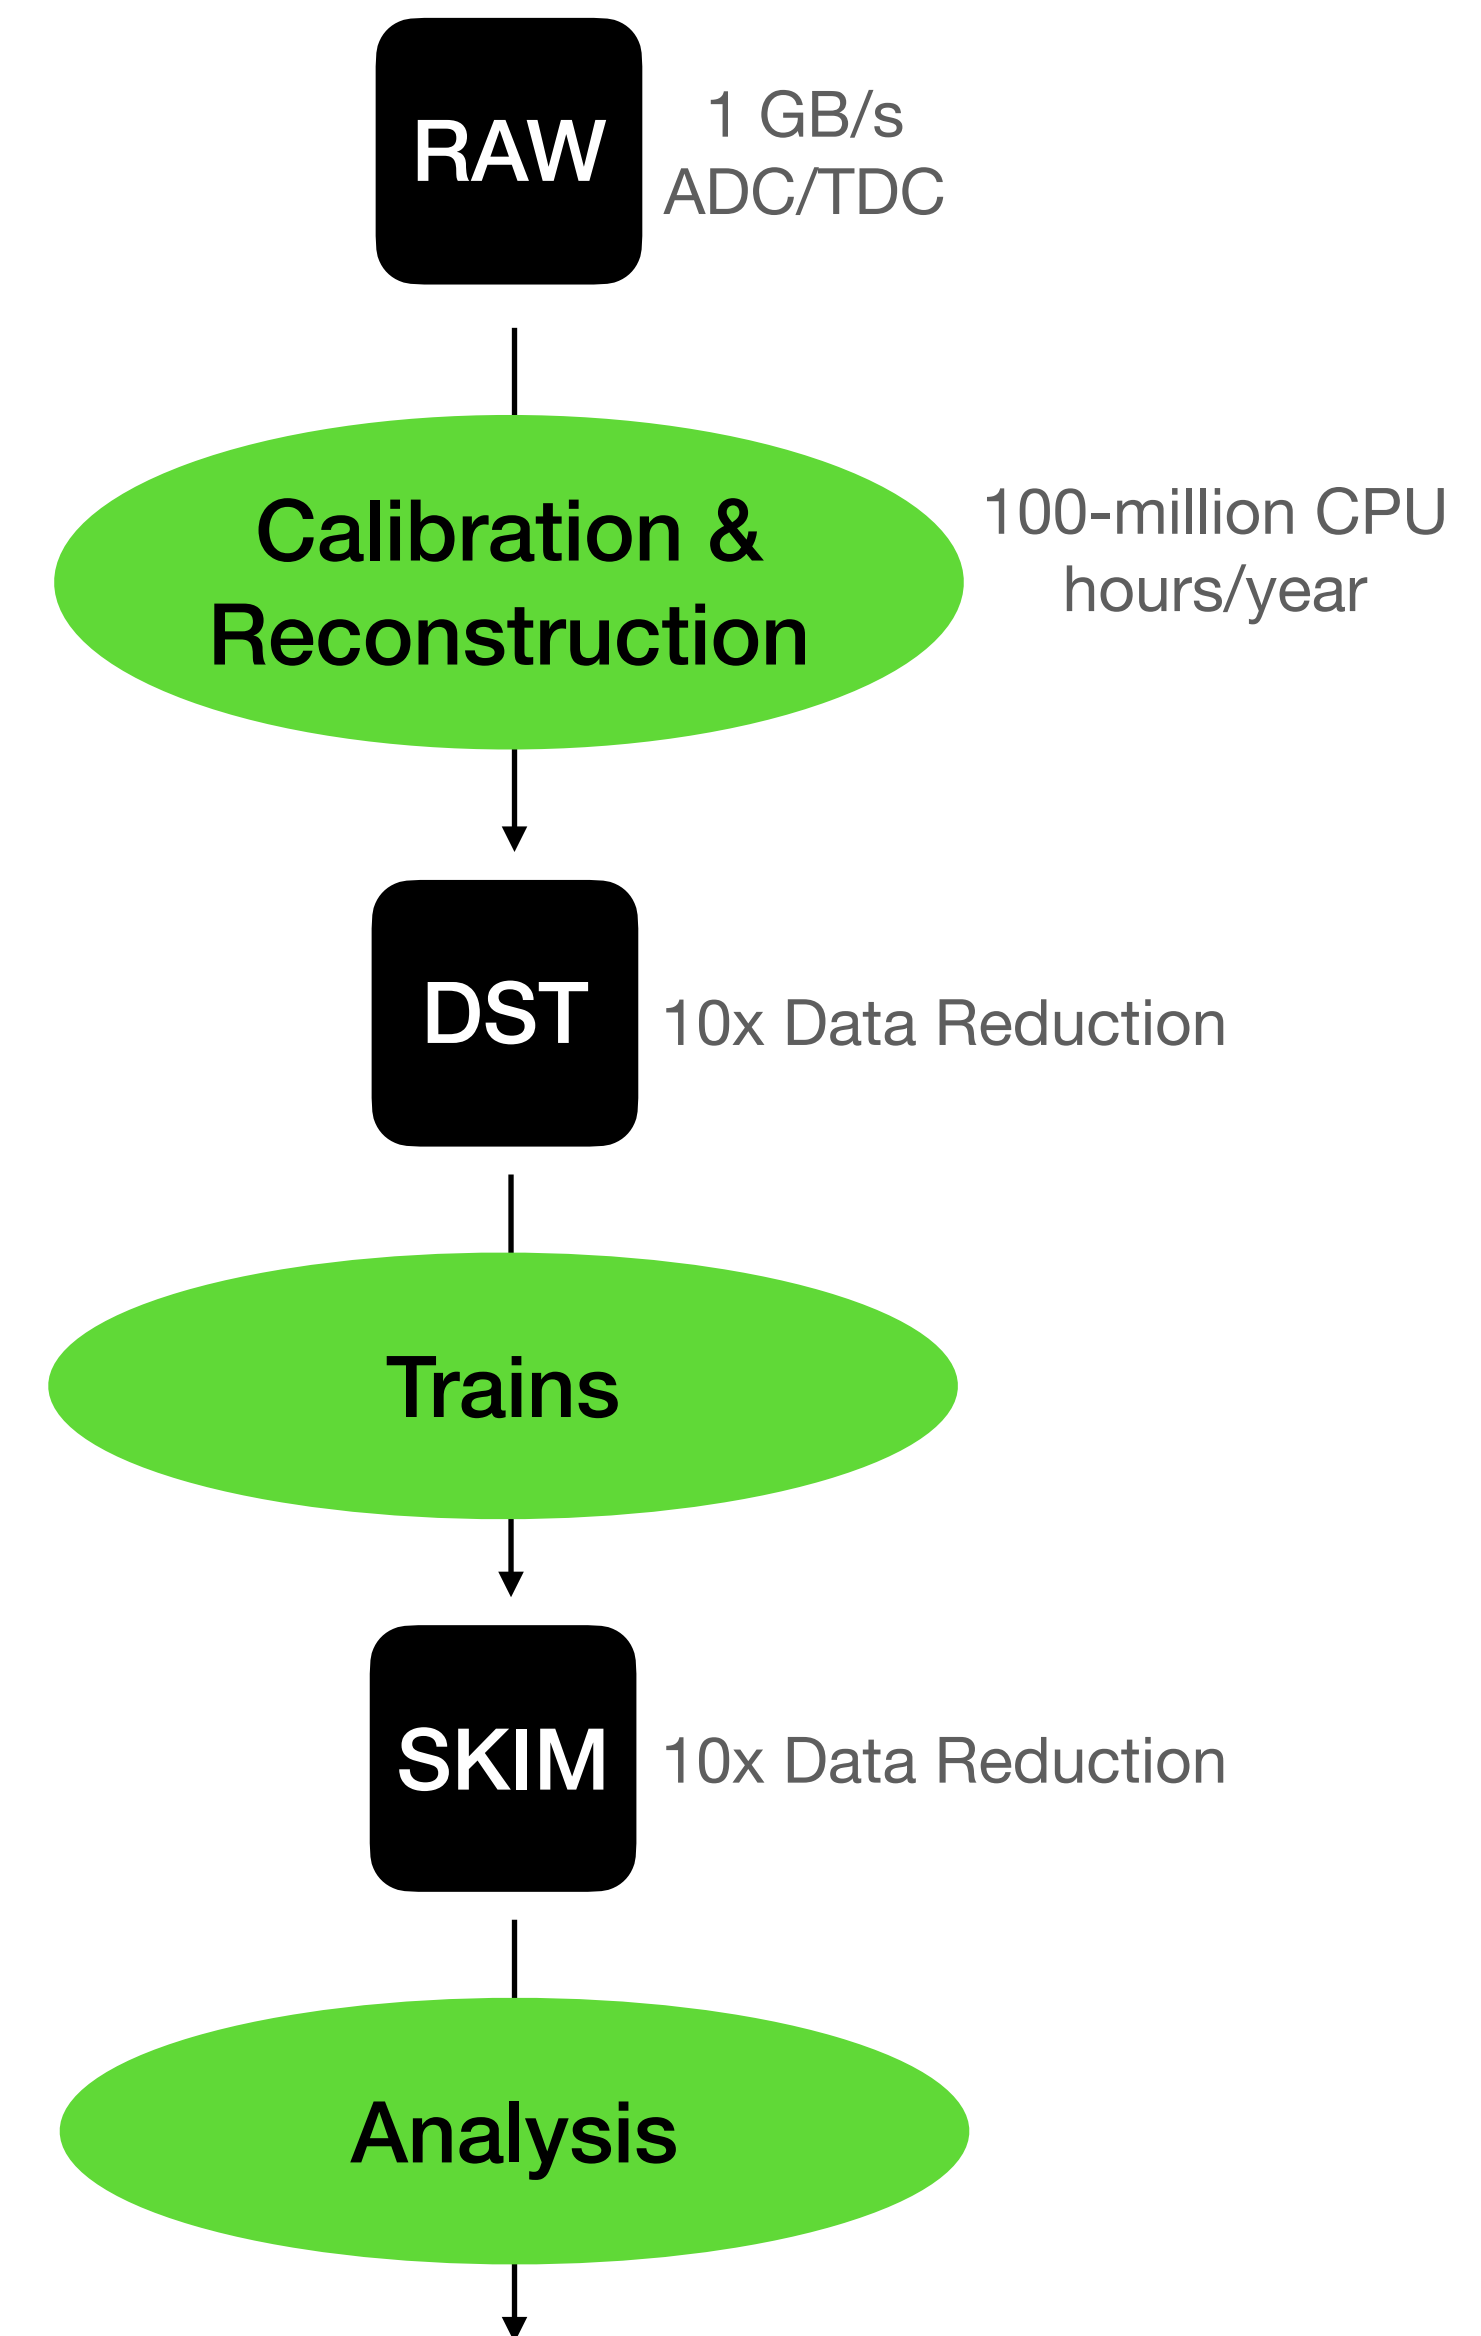 RAW
1 GB/s
ADC/TDC
Calibration &
Reconstruction
100-million CPU
hours/year
DST
10x Data Reduction
Trains
SKIM
10x Data Reduction
Analysis